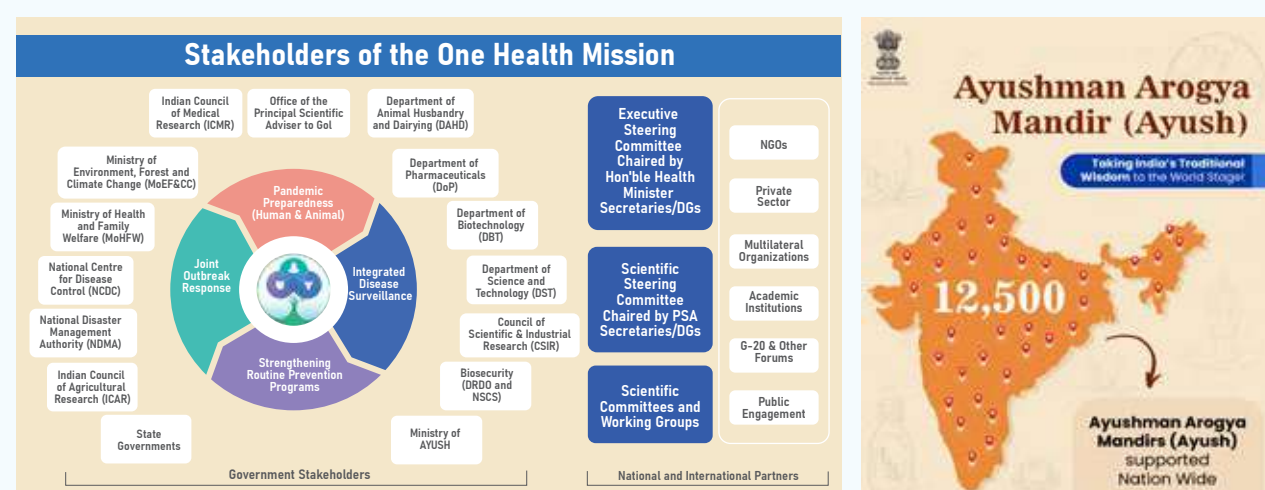 Stakeholders of the One Health Mission
Indian Council
of Medical
Research (ICMR)
Office of the
Principal Scientific
Adviser to GoI
Department of
Animal Husbandry
and Dairying (DAHD)
Ministry of
Environment, Forest and
Climate Change (MoEF&CC)
Department of
Pharmaceuticals
(DoP)
Ministry of Health
and Family
Welfare (MoHFW)
Department of
Biotechnology
(DBT)
National Centre
for Disease
Control (NCDC)
Department of
Science and
Technology (DST)
National Disaster
Management
Authority (NDMA)
Council of
Scientific & Industrial
Research (CSIR)
Indian Council
of Agricultural
Research (ICAR)
Biosecurity
(DRDO and
NSCS)
State
Governments
Ministry of
AYUSH
Pandemic
Preparedness
(Human & Animal)
Joint
Outbreak
Response
Integrated
Disease
Surveillance
Strengthening
Routine Prevention
Programs
Government Stakeholders
Executive
Steering
Committee
Chaired by
Hon'ble Health
Minister
Secretaries/DGs
Scientific
Steering
Committee
Chaired by PSA
Secretaries/DGs
Scientific
Committees and
Working Groups
NGOs
Private
Sector
Multilateral
Organizations
Academic
Institutions
G-20 & Other
Forums
Public
Engagement
National and International Partners
Ayushman Arogya
Mandir (Ayush)
Taking India's Traditional
Wisdom to the World Stage!
12,500
Ayushman Arogya
Mandirs (Ayush)
supported
Nation Wide